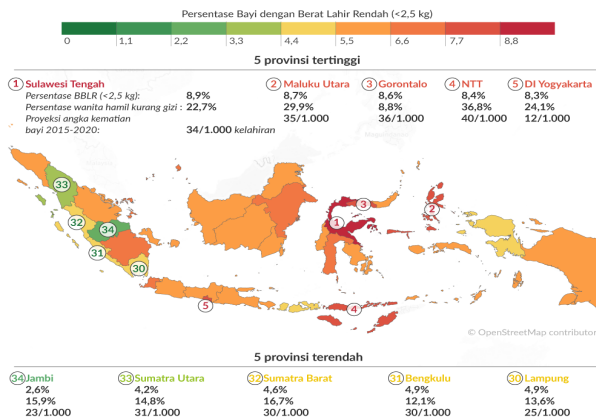 Persentase Bayi dengan Berat Lahir Rendah (<2,5 kg)
0 1,1 2,2 3,3 4,4 5,5 6,6 7,7 8,8
5 provinsi tertinggi
1 Sulawesi Tengah 2 Maluku Utara 3 Gorontalo 4 NTT 5 DI Yogyakarta
Persentase BBLR (<2,5 kg): 8,9% 8,7% 8,6% 8,4% 8,3%
Persentase wanita hamil kurang gizi : 22,7% 29,9% 8,8% 36,8% 24,1%
Proyeksi angka kematian 35/1.000 36/1.000 40/1.000 12/1.000
bayi 2015-2020: 34/1.000 kelahiran
33
32
34
31
30
1
3
2
5
4
© OpenStreetMap contributor
5 provinsi terendah
34 Jambi 33 Sumatra Utara 32 Sumatra Barat 31 Bengkulu 30 Lampung
2,6% 4,2% 4,6% 4,9% 4,9%
15,9% 14,8% 16,7% 12,1% 13,6%
23/1.000 31/1.000 30/1.000 30/1.000 25/1.000